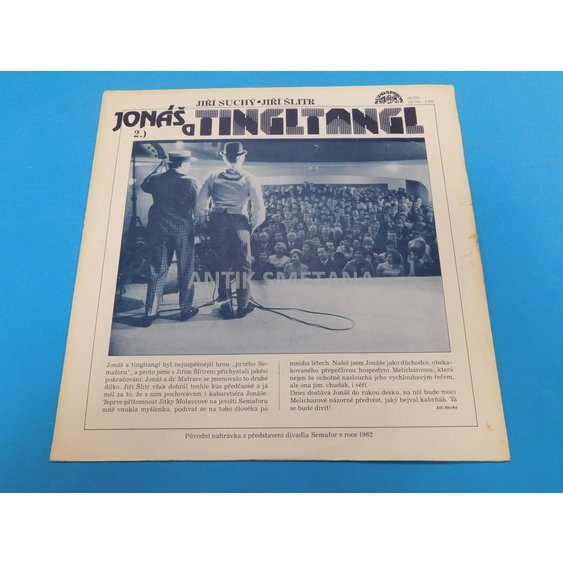 JIŘÍ SUCHÝ • JIŘÍ ŠLITR
SUPRAPHON
JONÁŠ a TINGLTANGL
2.)
ANTIK SMETANA
Jonáš a tingltangl byl nejúspěšnější hrou „prvého Se-
maforu", a proto jsme s Jiřím Šlitrem přichystali jakési
pokračování. Jonáš a dr. Matrace se jmenovalo to druhé
dílko. Jiří Šlitr však dohrál tenhle kus předčasně a já
měl za to, že s ním pochovávám i kabaretiéra Jonáše.
Teprve přítomnost Jitky Molavcové na jevišti Semaforu
mně vnukla myšlenku, podívat se na toho člověka po
mnoha létech. Našel jsem Jonáše jako důchodce, obska-
kovaného přepečlivou hospodyní Melicharovou, která
nejen že ochotně naslouchá jeho vychloubavým řečem,
ale ona jim, chudák, i věří.
Dnes dostává Jonáš do rukou desku, na níž bude moci
Melicharové názorně předvést, jaký býval kabrňák. Ta
se bude divit!
Jiří Suchý
Původní nahrávka z představení divadla Semafor v roce 1962